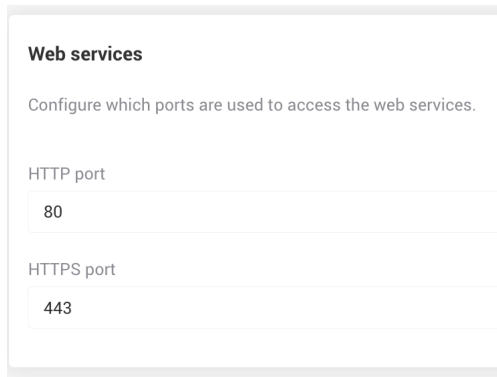 Web services
Configure which ports are used to access the web services.
HTTP port
80
HTTPS port
443